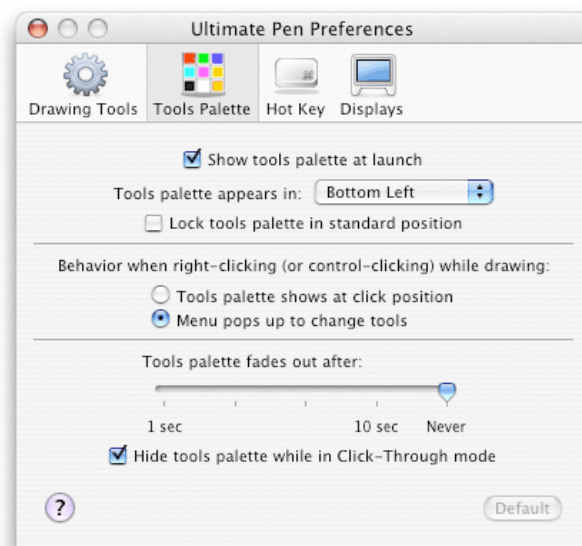 Ultimate Pen Preferences
Drawing Tools Tools Palette Hot Key Displays
Show tools palette at launch
Tools palette appears in: Bottom Left
Lock tools palette in standard position
Behavior when right-clicking (or control-clicking) while drawing:
Tools palette shows at click position
Menu pops up to change tools
Tools palette fades out after:
1 sec 10 sec Never
Hide tools palette while in Click-Through mode
? Default